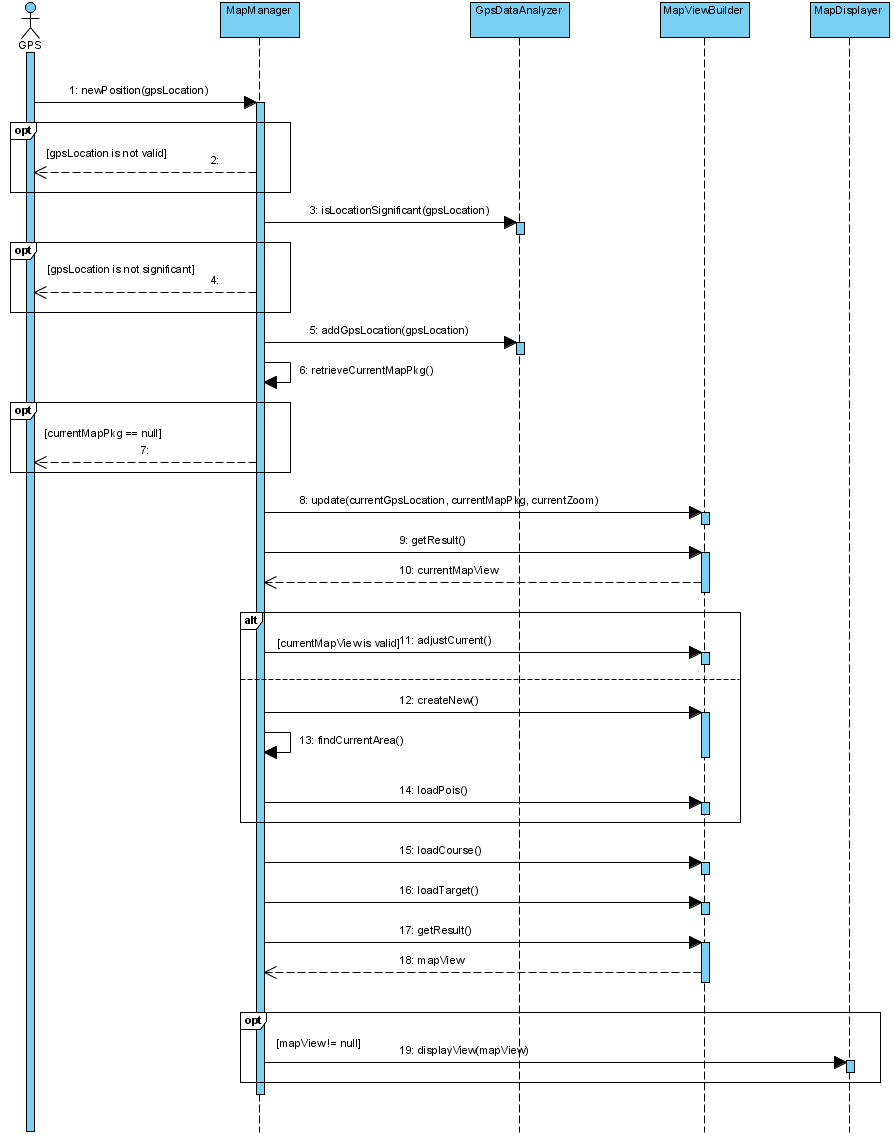 GPS
MapManager
GpsDataAnalyzer
MapViewBuilder
MapDisplayer
1: newPosition(gpsLocation)
opt
[gpsLocation is not valid]
2:
3: isLocationSignificant(gpsLocation)
opt
[gpsLocation is not significant]
4:
5: addGpsLocation(gpsLocation)
6: retrieveCurrentMapPkg()
opt
[currentMapPkg == null]
7:
8: update(currentGpsLocation, currentMapPkg, currentZoom)
9: getResult()
10: currentMapView
alt
[currentMapView is valid]
11: adjustCurrent()
12: createNew()
13: findCurrentArea()
14: loadPois()
15: loadCourse()
16: loadTarget()
17: getResult()
18: mapView
opt
[mapView != null]
19: displayView(mapView)